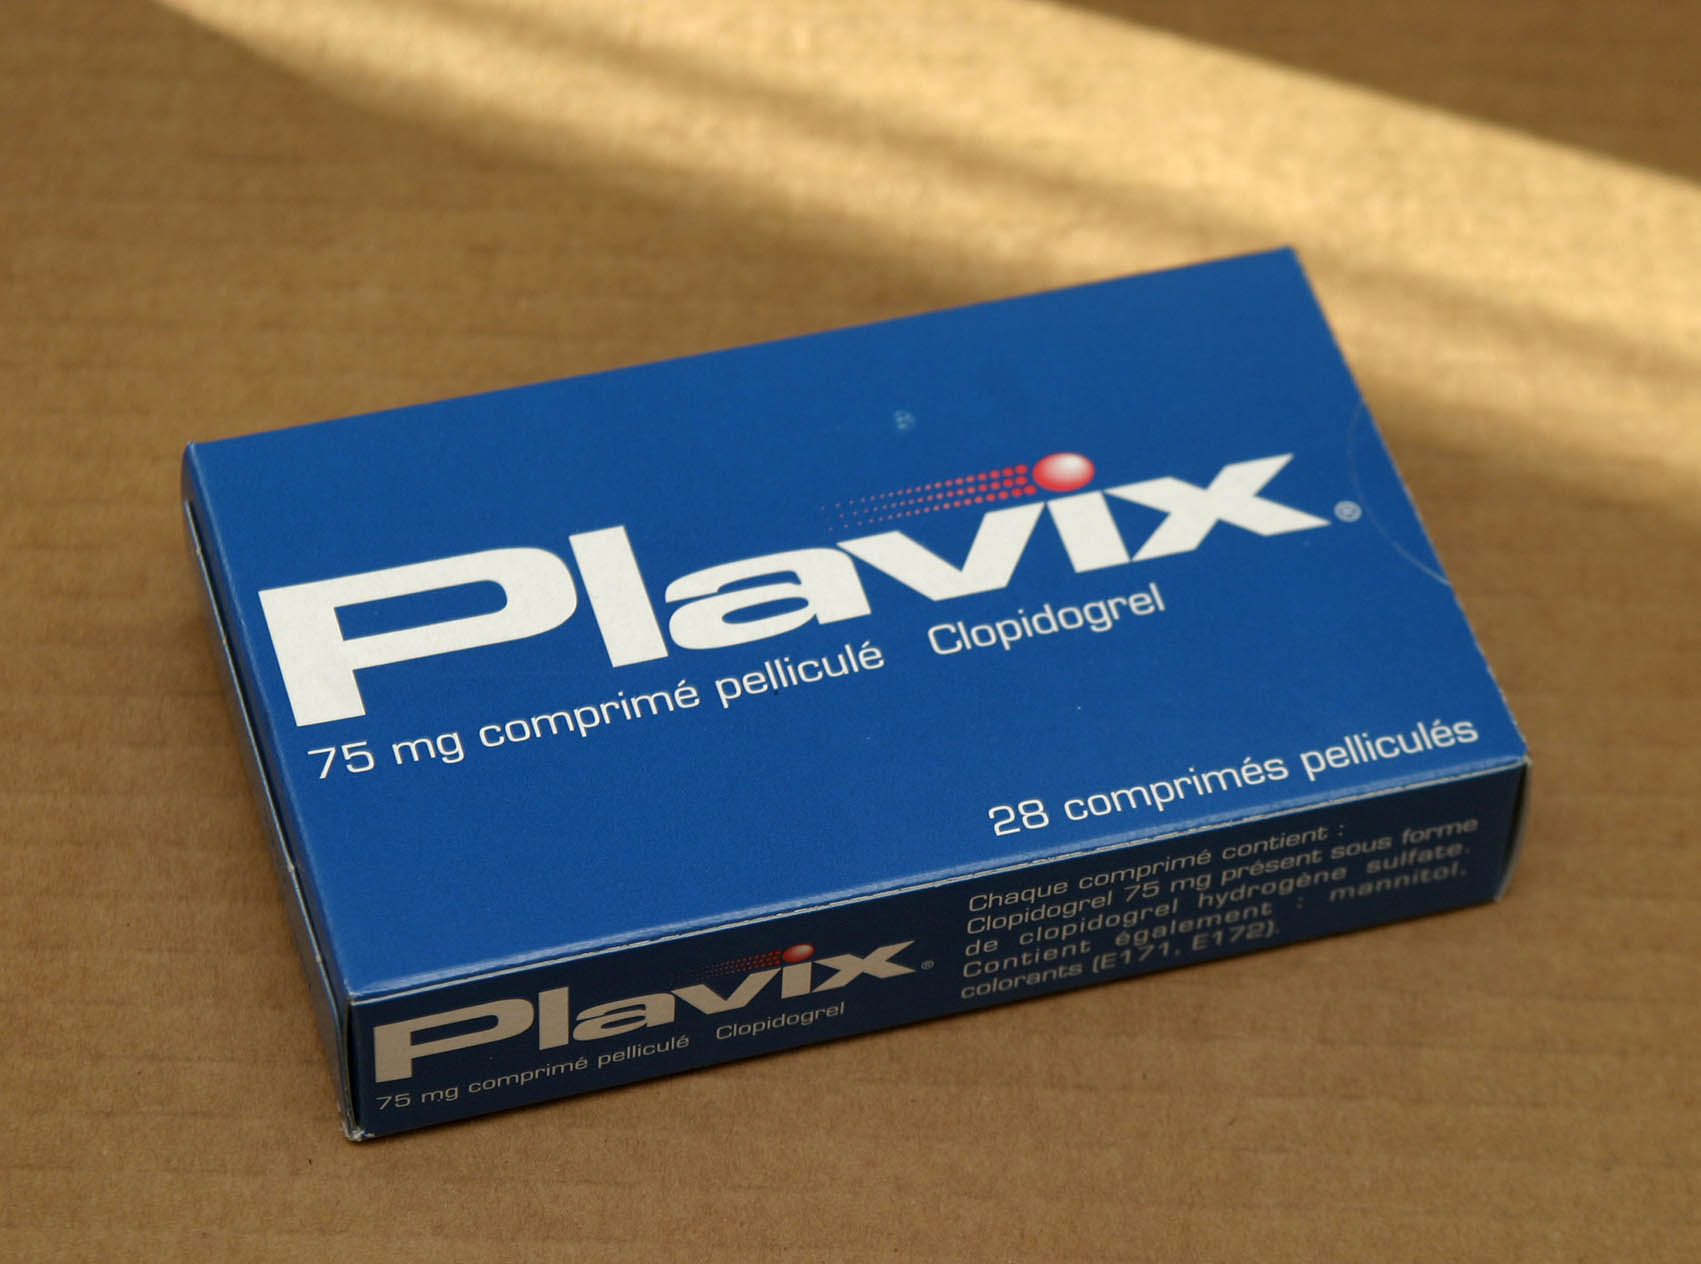 Plavix®
75 mg comprimé pelliculé Clopidogrel
28 comprimés pelliculés
Plavix®
75 mg comprimé pelliculé Clopidogrel
Chaque comprimé contient :
Clopidogrel 75 mg présent sous forme
de clopidogrel hydrogène sulfate.
Contient également : mannitol,
colorants (E171, E172).